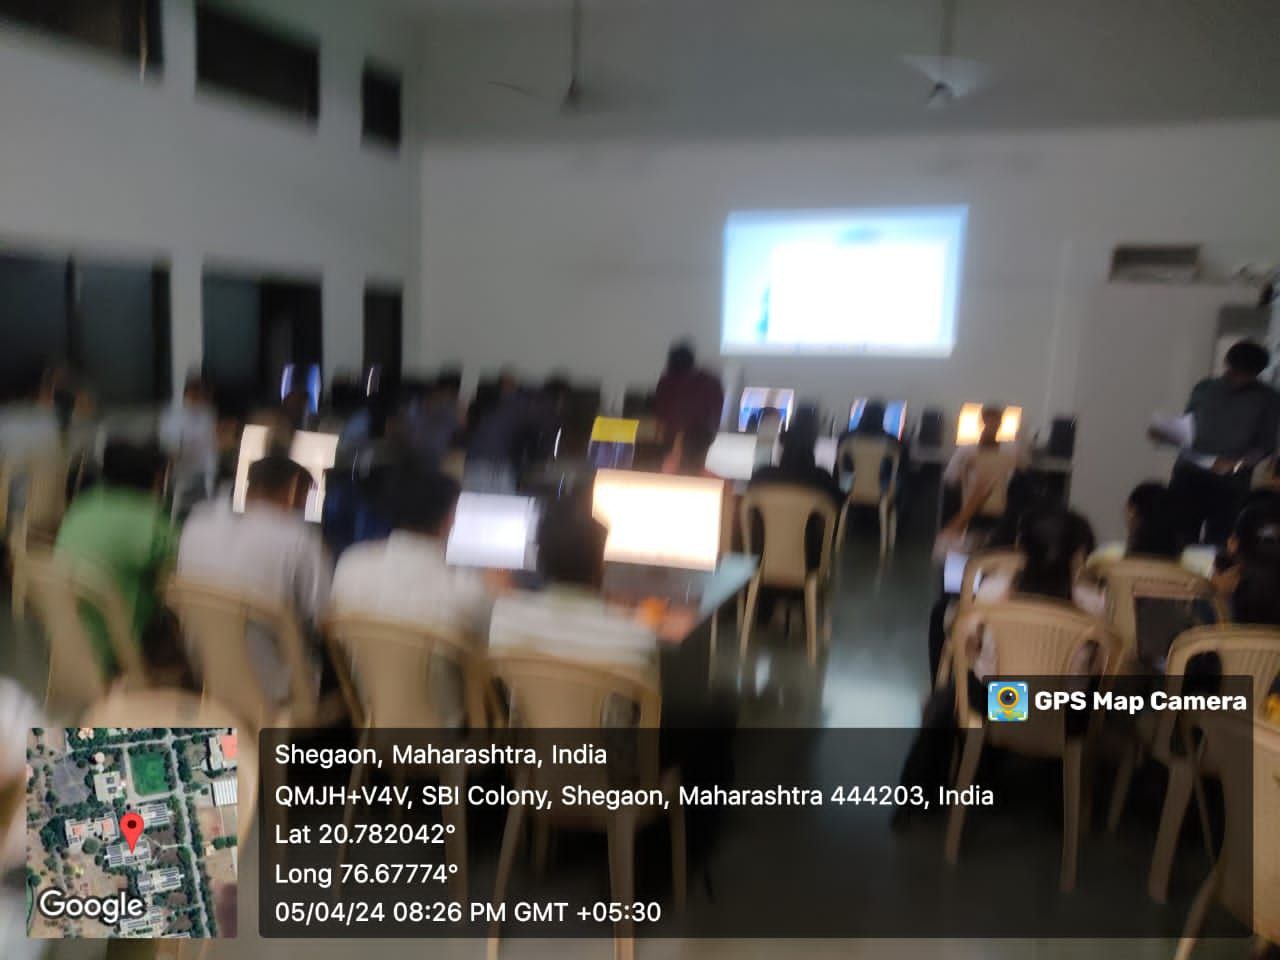 GPS Map Camera
Shegaon, Maharashtra, India
QMJH+V4V, SBI Colony, Shegaon, Maharashtra 444203, India
Lat 20.782042°
Long 76.67774°
05/04/24 08:26 PM GMT +05:30
Google